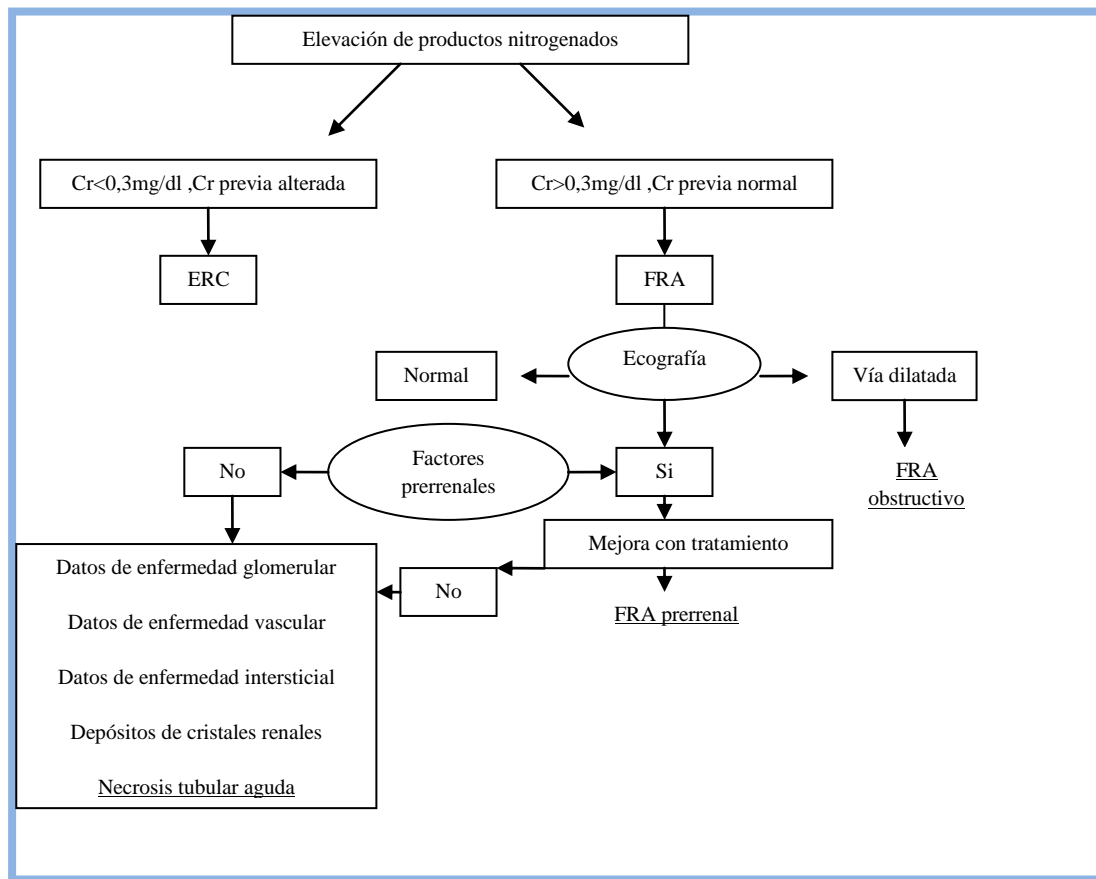 Elevación de productos nitrogenados
Cr<0,3mg/dl ,Cr previa alterada
Cr>0,3mg/dl ,Cr previa normal
ERC
FRA
Ecografía
Normal
Vía dilatada
Factores
prerrenales
No
Si
FRA
obstructivo
Mejora con tratamiento
No
FRA prerrenal
Datos de enfermedad glomerular
Datos de enfermedad vascular
Datos de enfermedad intersticial
Depósitos de cristales renales
Necrosis tubular aguda